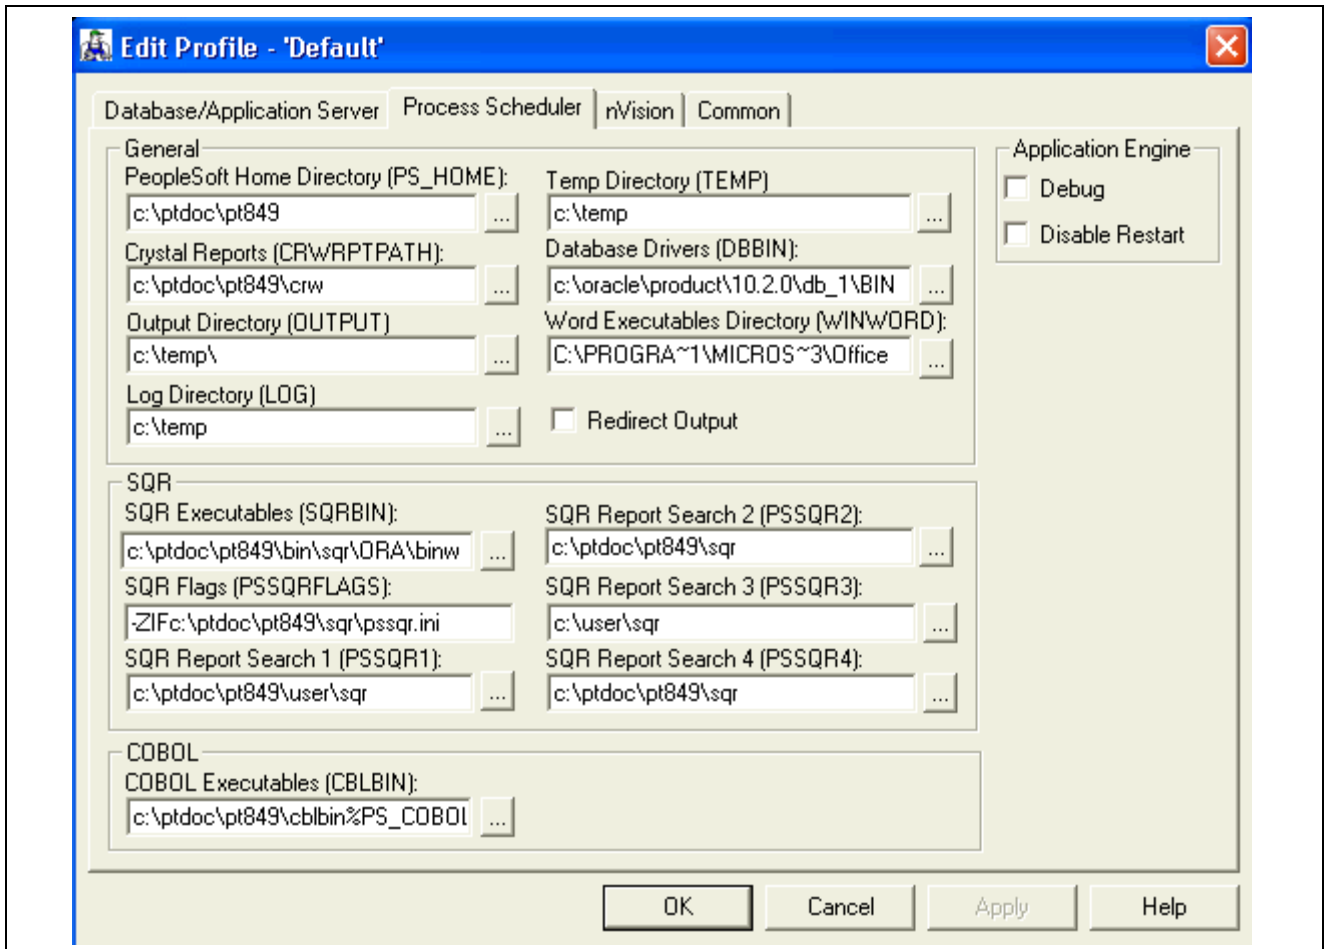 Edit Profile - 'Default'
Database/Application Server Process Scheduler nVision Common
General
PeopleSoft Home Directory (PS_HOME):
c:\ptdoc\pt849 ...
Temp Directory (TEMP)
c:\temp ...
Crystal Reports (CRWRPTPATH):
c:\ptdoc\pt849\crw ...
Database Drivers (DBBIN):
c:\oracle\product\10.2.0\db_1\BIN ...
Output Directory (OUTPUT)
c:\temp\ ...
Word Executables Directory (WINWORD):
C:\PROGRA~1\MICROS~3\Office ...
Log Directory (LOG)
c:\temp ...
Redirect Output
Application Engine
Debug
Disable Restart
SQR
SQR Executables (SQRBIN):
c:\ptdoc\pt849\bin\sqr\ORA\binw ...
SQR Report Search 2 (PSSQR2):
c:\ptdoc\pt849\sqr ...
SQR Flags (PSSQRFLAGS):
-ZIFc:\ptdoc\pt849\sqr\pssqr.ini
SQR Report Search 3 (PSSQR3):
c:\user\sqr ...
SQR Report Search 1 (PSSQR1):
c:\ptdoc\pt849\user\sqr ...
SQR Report Search 4 (PSSQR4):
c:\ptdoc\pt849\sqr ...
COBOL
COBOL Executables (CBLBIN):
c:\ptdoc\pt849\cblbin%PS_COBOL ...
OK Cancel Apply Help